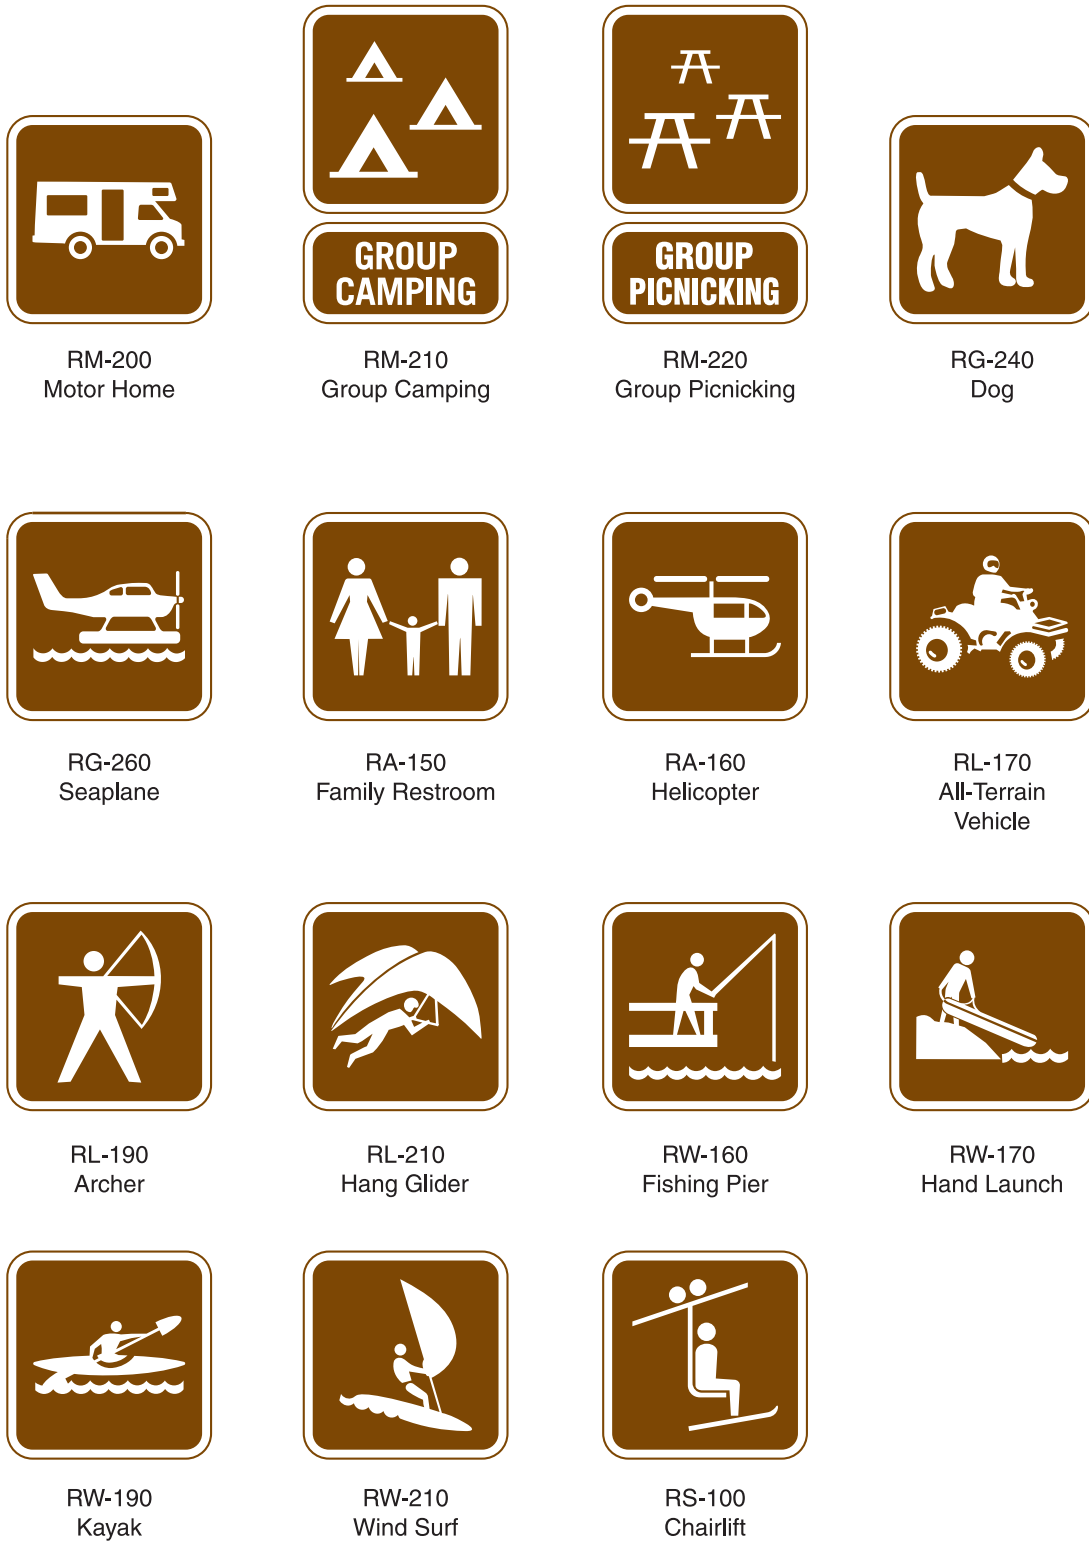 GROUP
CAMPING
GROUP
PICNICKING
RM-200
Motor Home
RM-210
Group Camping
RM-220
Group Picnicking
RG-240
Dog
RG-260
Seaplane
RA-150
Family Restroom
RA-160
Helicopter
RL-170
All-Terrain
Vehicle
RL-190
Archer
RL-210
Hang Glider
RW-160
Fishing Pier
RW-170
Hand Launch
RW-190
Kayak
RW-210
Wind Surf
RS-100
Chairlift